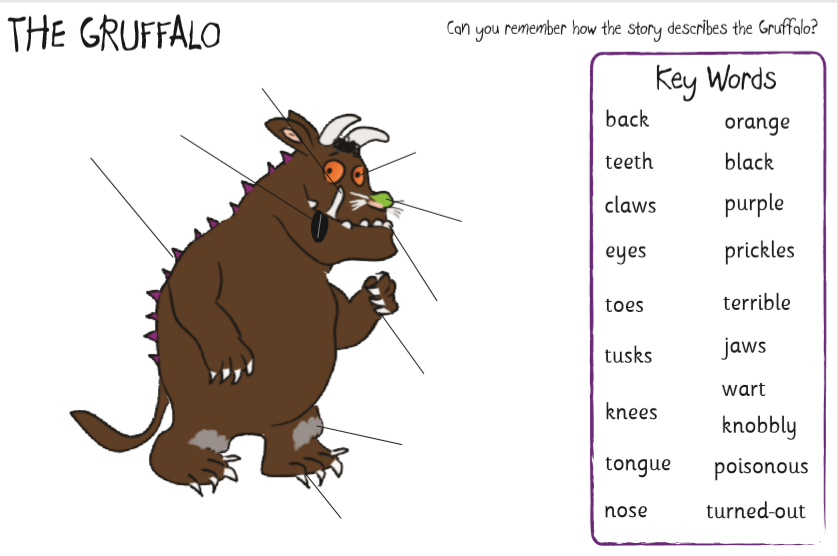 THE GRUFFALO
Can you remember how the story describes the Gruffalo?
Key Words
back
teeth
claws
eyes
toes
tusks
knees
tongue
nose
orange
black
purple
prickles
terrible
jaws
wart
knobbly
poisonous
turned-out